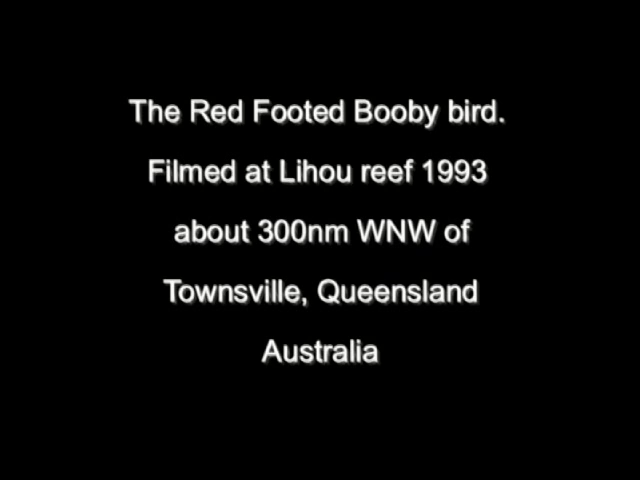 The Red Footed Booby bird.
Filmed at Lihou reef 1993
about 300nm WNW of
Townsville, Queensland
Australia